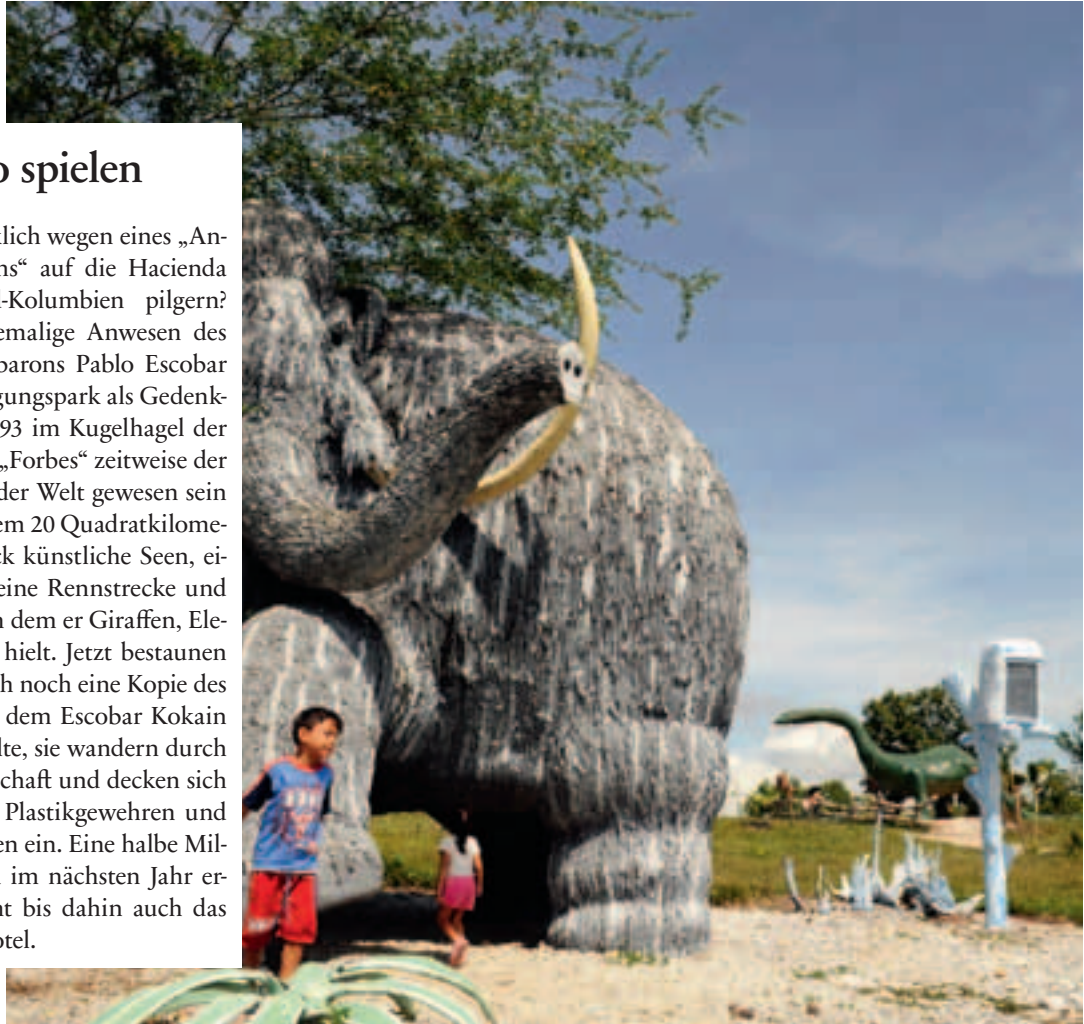 o spielen
lich wegen eines „An-
ns“ auf die Hacienda
l-Kolumbien pilgern?
emalige Anwesen des
barons Pablo Escobar
gungspark als Gedenk-
93 im Kugelhagel der
„Forbes“ zeitweise der
der Welt gewesen sein
em 20 Quadratkilome-
ck künstliche Seen, ei-
eine Rennstrecke und
n dem er Giraffen, Ele-
hielt. Jetzt bestaunen
h noch eine Kopie des
dem Escobar Kokain
lte, sie wandern durch
schaft und decken sich
Plastikgewehren und
en ein. Eine halbe Mil-
im nächsten Jahr er-
nt bis dahin auch das
otel.